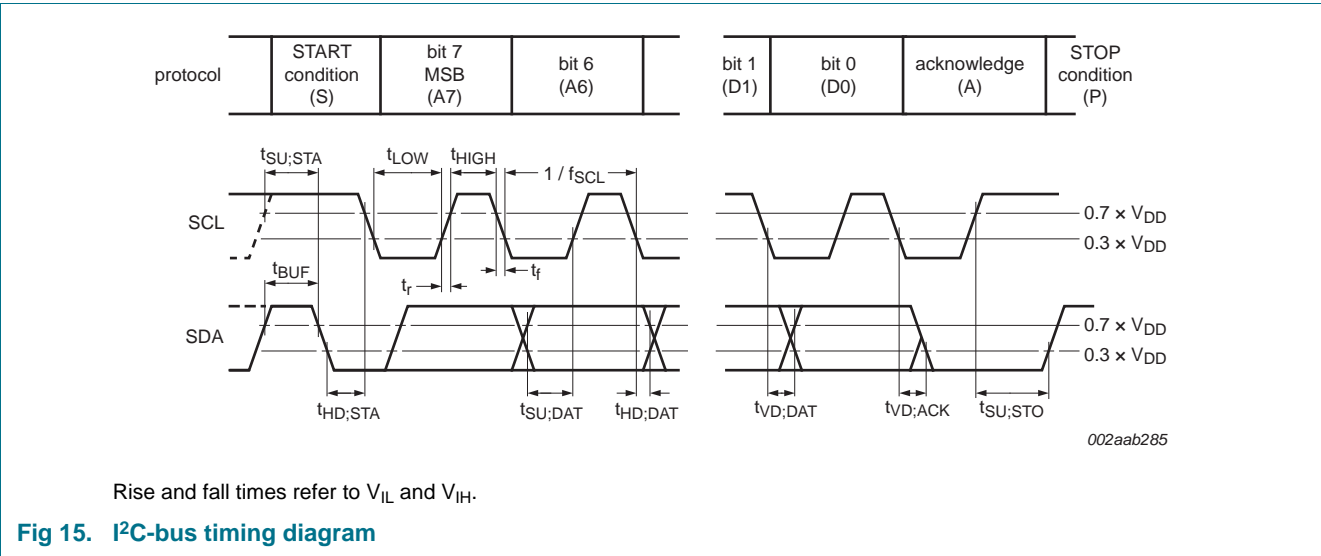 protocol
START
condition
(S)
bit 7
MSB
(A7)
bit 6
(A6)
bit 1
(D1)
bit 0
(D0)
acknowledge
(A)
STOP
condition
(P)
tSU;STA
tLOW
tHIGH
1 / fSCL
SCL
0.7 × VDD
0.3 × VDD
tBUF
tr
tf
SDA
0.7 × VDD
0.3 × VDD
tHD;STA
tSU;DAT
tHD;DAT
tVD;DAT
tVD;ACK
tSU;STO
002aab285
Rise and fall times refer to VIL and VIH.
Fig 15. I²C-bus timing diagram